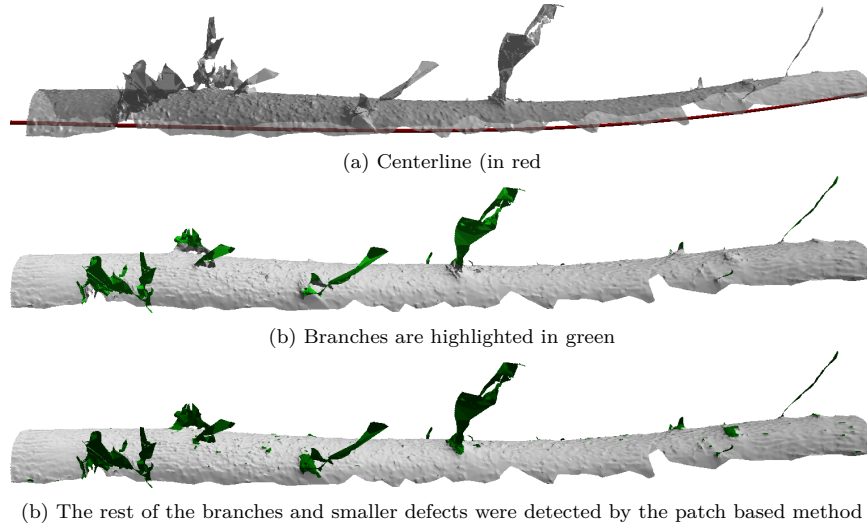 (a) Centerline (in red
(b) Branches are highlighted in green
(b) The rest of the branches and smaller defects were detected by the patch based method